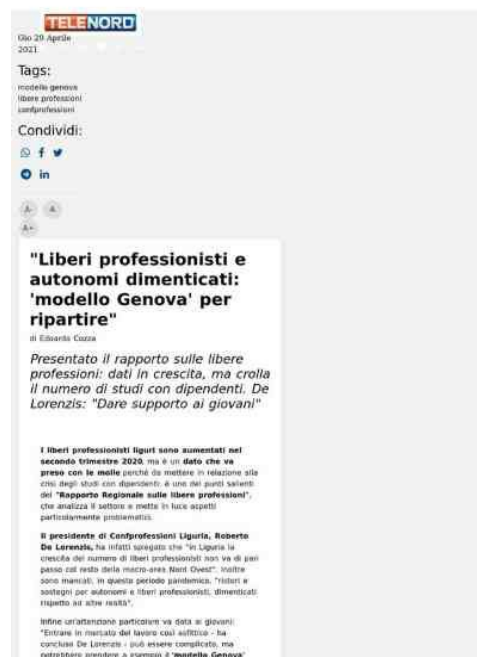 TELENORD
Gio 29 Aprile
2021
Tags:
modello genova
libere professioni
confprofessioni
Condividi:
f
in
A-
A
A+
"Liberi professionisti e
autonomi dimenticati:
'modello Genova' per
ripartire"
di Edoardo Cozza
Presentato il rapporto sulle libere
professioni: dati in crescita, ma crolla
il numero di studi con dipendenti. De
Lorenzis: "Dare supporto ai giovani"
I liberi professionisti liguri sono aumentati nel
secondo trimestre 2020, ma è un dato che va
preso con le molle perché da mettere in relazione alla
crisi degli studi con dipendenti: è uno dei punti salienti
del "Rapporto Regionale sulle libere professioni",
che analizza il settore e mette in luce aspetti
particolarmente problematici.
Il presidente di Confprofessioni Liguria, Roberto
De Lorenzis, ha infatti spiegato che "in Liguria la
crescita del numero di liberi professionisti non va di pari
passo col resto della macro-area Nord Ovest". Inoltre
sono mancati, in questo periodo pandemico, "ristori e
sostegni per autonomi e liberi professionisti, dimenticati
rispetto ad altre realtà".
Infine un'attenzione particolare va data ai giovani:
"Entrare in mercato del lavoro così asfittico - ha
concluso De Lorenzis - può essere complicato, ma
potrebbero prendere a esempio il 'modello Genova'